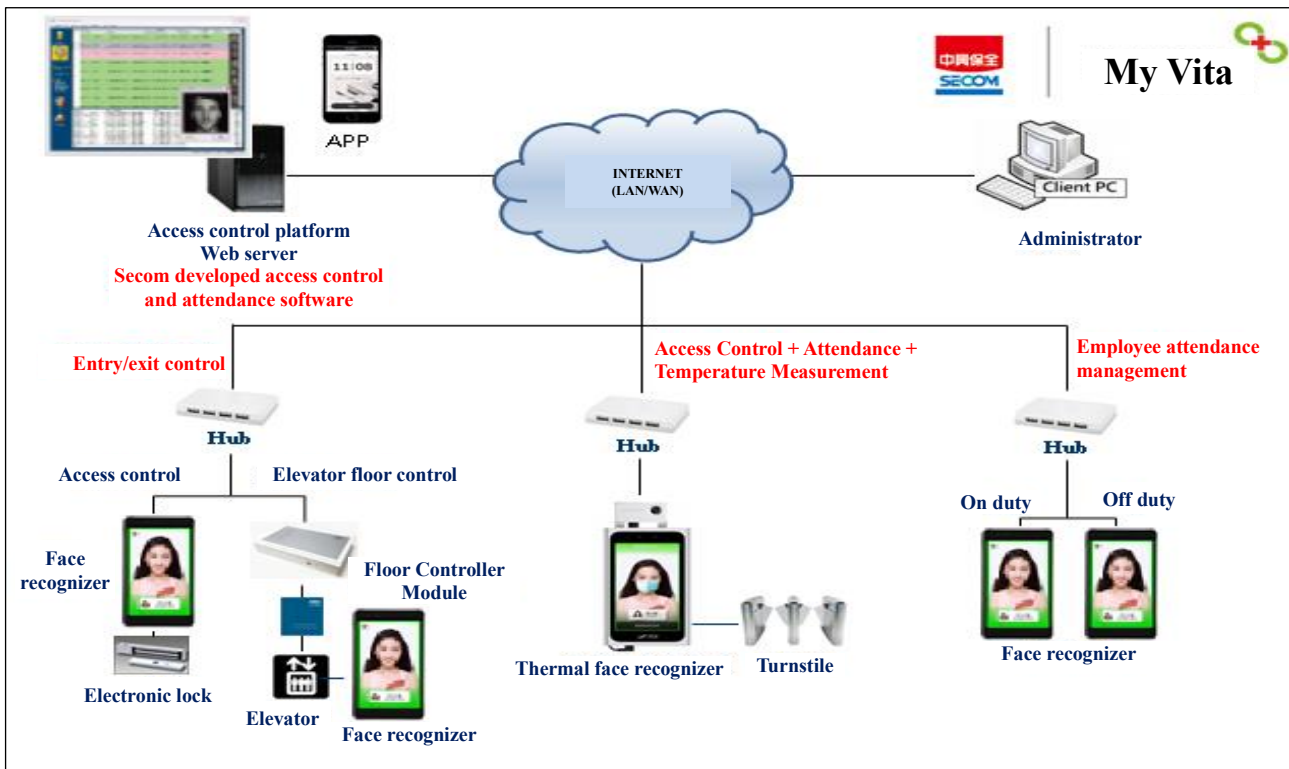 11:08
APP
中興保全
SECOM
My Vita
INTERNET
(LAN/WAN)
Client PC
Access control platform
Web server
Secom developed access control
and attendance software
Administrator
Entry/exit control
Access Control + Attendance +
Temperature Measurement
Employee attendance
management
Hub
Hub
Hub
Access control
Elevator floor control
On duty
Off duty
Face
recognizer
Floor Controller
Module
Thermal face recognizer
Turnstile
Face recognizer
Electronic lock
Elevator
Face recognizer